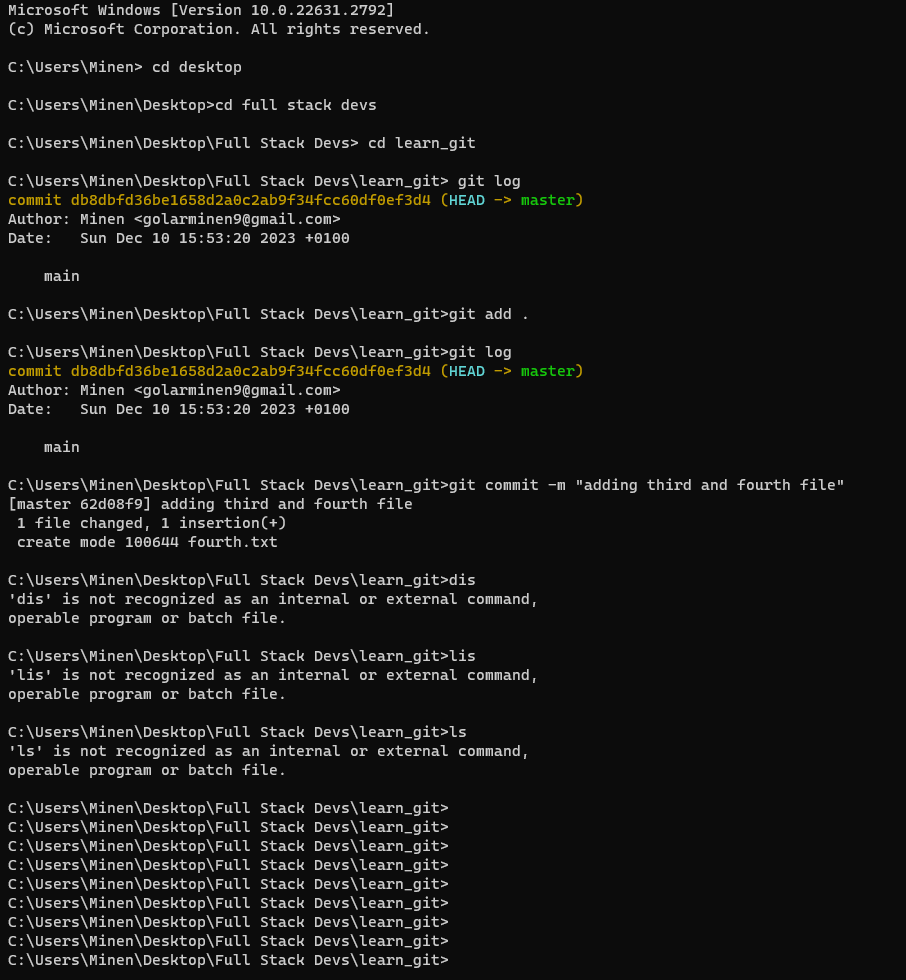 Microsoft Windows [Version 10.0.22631.2792]
(c) Microsoft Corporation. All rights reserved.
C:\Users\Minen> cd desktop
C:\Users\Minen\Desktop>cd full stack devs
C:\Users\Minen\Desktop\Full Stack Devs> cd learn_git
C:\Users\Minen\Desktop\Full Stack Devs\learn_git> git log
commit db8dbfd36be1658d2a0c2ab9f34fcc60df0ef3d4 (HEAD -> master)
Author: Minen <golarminen9@gmail.com>
Date:   Sun Dec 10 15:53:20 2023 +0100
    main
C:\Users\Minen\Desktop\Full Stack Devs\learn_git>git add .
C:\Users\Minen\Desktop\Full Stack Devs\learn_git>git log
commit db8dbfd36be1658d2a0c2ab9f34fcc60df0ef3d4 (HEAD -> master)
Author: Minen <golarminen9@gmail.com>
Date:   Sun Dec 10 15:53:20 2023 +0100
    main
C:\Users\Minen\Desktop\Full Stack Devs\learn_git>git commit -m "adding third and fourth file"
[master 62d08f9] adding third and fourth file
 1 file changed, 1 insertion(+)
 create mode 100644 fourth.txt
C:\Users\Minen\Desktop\Full Stack Devs\learn_git>dis
'dis' is not recognized as an internal or external command,
operable program or batch file.
C:\Users\Minen\Desktop\Full Stack Devs\learn_git>lis
'lis' is not recognized as an internal or external command,
operable program or batch file.
C:\Users\Minen\Desktop\Full Stack Devs\learn_git>ls
'ls' is not recognized as an internal or external command,
operable program or batch file.
C:\Users\Minen\Desktop\Full Stack Devs\learn_git>
C:\Users\Minen\Desktop\Full Stack Devs\learn_git>
C:\Users\Minen\Desktop\Full Stack Devs\learn_git>
C:\Users\Minen\Desktop\Full Stack Devs\learn_git>
C:\Users\Minen\Desktop\Full Stack Devs\learn_git>
C:\Users\Minen\Desktop\Full Stack Devs\learn_git>
C:\Users\Minen\Desktop\Full Stack Devs\learn_git>
C:\Users\Minen\Desktop\Full Stack Devs\learn_git>
C:\Users\Minen\Desktop\Full Stack Devs\learn_git>